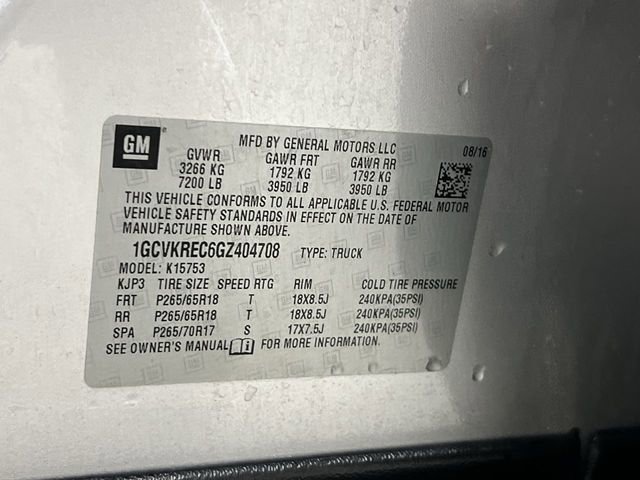 GM
MFD BY GENERAL MOTORS LLC 08/16
GVWR GAWR FRT GAWR RR
3266 KG 1792 KG 1792 KG
7200 LB 3950 LB 3950 LB
THIS VEHICLE CONFORMS TO ALL APPLICABLE U.S. FEDERAL MOTOR
VEHICLE SAFETY STANDARDS IN EFFECT ON THE DATE OF
MANUFACTURE SHOWN ABOVE.
1GCVKREC6GZ404708 TYPE: TRUCK
MODEL: K15753
KJP3 TIRE SIZE SPEED RTG RIM COLD TIRE PRESSURE
FRT P265/65R18 T 18X8.5J 240KPA(35PSI)
RR P265/65R18 T 18X8.5J 240KPA(35PSI)
SPA P265/70R17 S 17X7.5J 240KPA(35PSI)
SEE OWNER'S MANUAL FOR MORE INFORMATION.